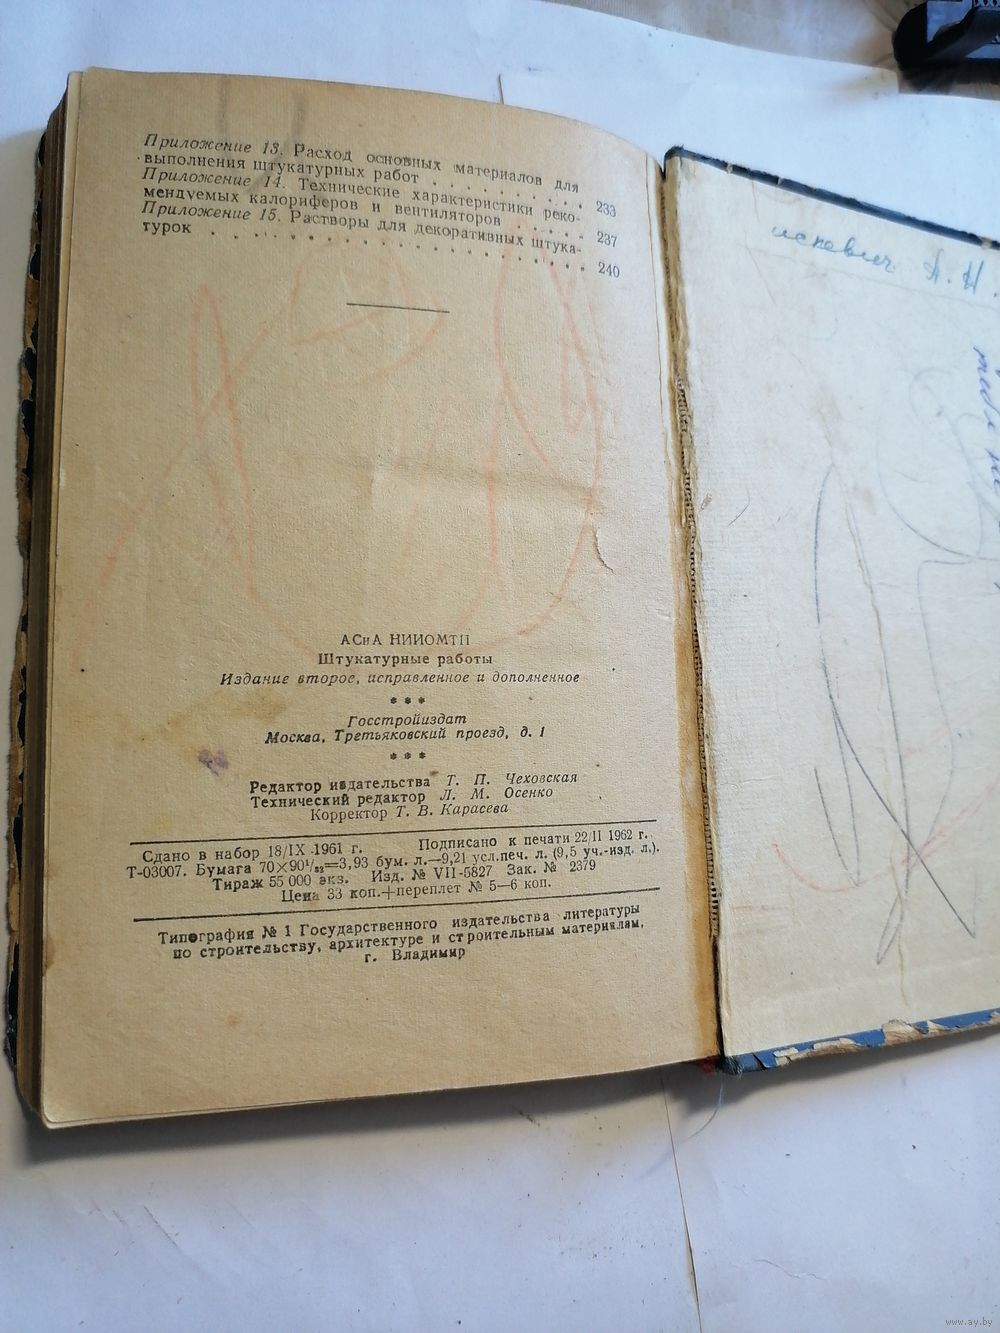 Приложение 13. Расход основных материалов для
выполнения штукатурных работ . . . . . . . . . 233
Приложение 14. Технические характеристики реко-
мендуемых калориферов и вентиляторов . . . . . 237
Приложение 15. Растворы для декоративных штука-
турок . . . . . . . . . . . . . . . . . . . 240
АСиА НИИОМТП
Штукатурные работы
Издание второе, исправленное и дополненное
* * *
Госстройиздат
Москва, Третьяковский проезд, д. 1
* * *
Редактор издательства Т. П. Чеховская
Технический редактор Л. М. Осенко
Корректор Т. В. Карасева
Сдано в набор 18/IX 1961 г. Подписано к печати 22/II 1962 г.
Т-03007. Бумага 70×90¹/₃₂=3,93 бум. л.—9,21 усл.печ. л. (9,5 уч.-изд. л.).
Тираж 55 000 экз. Изд. № VII-5827 Зак. № 2379
Цена 33 коп.+переплет № 5—6 коп.
Типография № 1 Государственного издательства литературы
по строительству, архитектуре и строительным материалам,
г. Владимир
А. Н.
www.ay.by